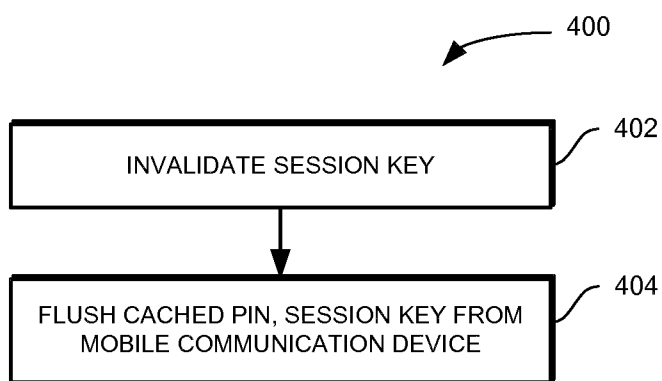 400
402
INVALIDATE SESSION KEY
404
FLUSH CACHED PIN, SESSION KEY FROM
MOBILE COMMUNICATION DEVICE